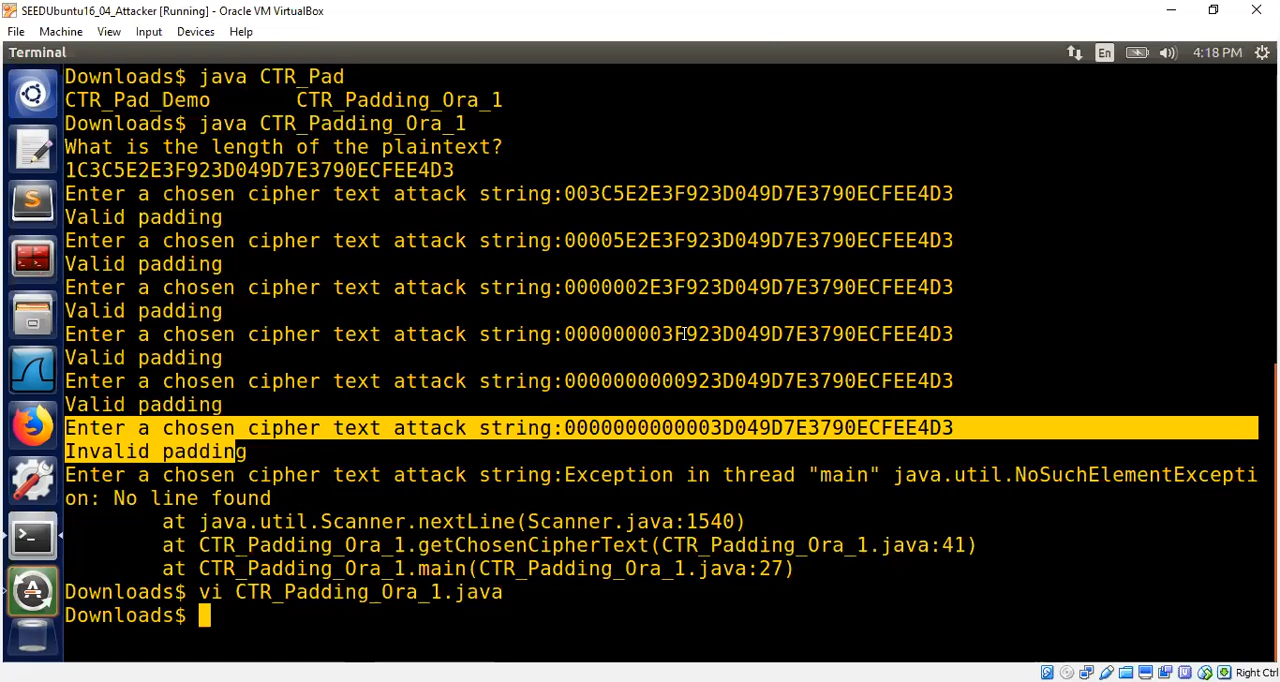 SEEDUbuntu16_04_Attacker [Running] - Oracle VM VirtualBox
File Machine View Input Devices Help
Terminal En 4:18 PM
Downloads$ java CTR_Pad
CTR_Pad_Demo CTR_Padding_Ora_1
Downloads$ java CTR_Padding_Ora_1
What is the length of the plaintext?
1C3C5E2E3F923D049D7E3790ECFEE4D3
Enter a chosen cipher text attack string:003C5E2E3F923D049D7E3790ECFEE4D3
Valid padding
Enter a chosen cipher text attack string:00005E2E3F923D049D7E3790ECFEE4D3
Valid padding
Enter a chosen cipher text attack string:0000002E3F923D049D7E3790ECFEE4D3
Valid padding
Enter a chosen cipher text attack string:000000003F923D049D7E3790ECFEE4D3
Valid padding
Enter a chosen cipher text attack string:0000000000923D049D7E3790ECFEE4D3
Valid padding
Enter a chosen cipher text attack string:0000000000003D049D7E3790ECFEE4D3
Invalid padding
Enter a chosen cipher text attack string:Exception in thread "main" java.util.NoSuchElementExcepti
on: No line found
at java.util.Scanner.nextLine(Scanner.java:1540)
at CTR_Padding_Ora_1.getChosenCipherText(CTR_Padding_Ora_1.java:41)
at CTR_Padding_Ora_1.main(CTR_Padding_Ora_1.java:27)
Downloads$ vi CTR_Padding_Ora_1.java
Downloads$
Right Ctrl